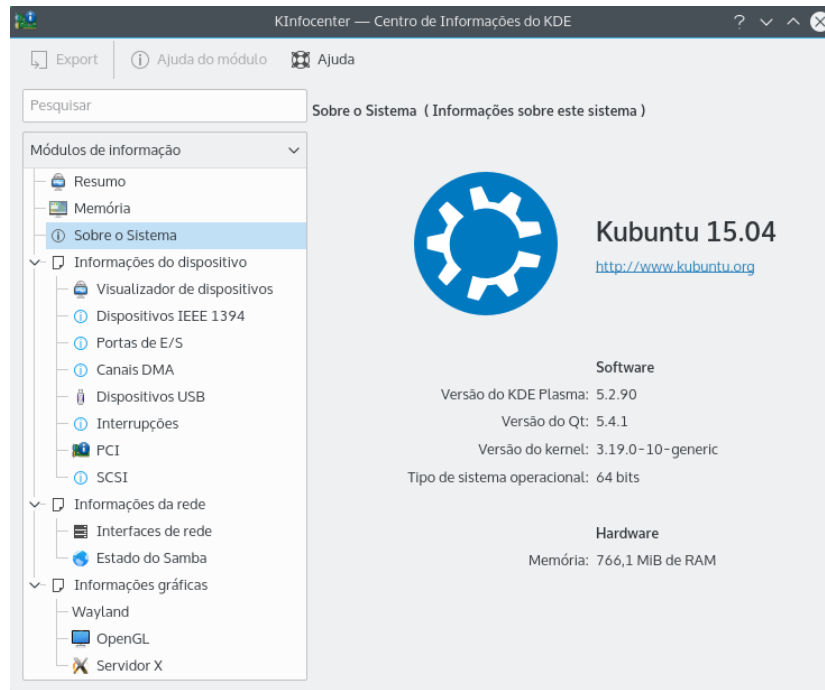 KInfocenter — Centro de Informações do KDE
Export
Ajuda do módulo
Ajuda
Pesquisar
Módulos de informação
Resumo
Memória
Sobre o Sistema
Informações do dispositivo
Visualizador de dispositivos
Dispositivos IEEE 1394
Portas de E/S
Canais DMA
Dispositivos USB
Interrupções
PCI
SCSI
Informações da rede
Interfaces de rede
Estado do Samba
Informações gráficas
Wayland
OpenGL
Servidor X
Sobre o Sistema ( Informações sobre este sistema )
Kubuntu 15.04
http://www.kubuntu.org
Software
Versão do KDE Plasma: 5.2.90
Versão do Qt: 5.4.1
Versão do kernel: 3.19.0-10-generic
Tipo de sistema operacional: 64 bits
Hardware
Memória: 766,1 MiB de RAM